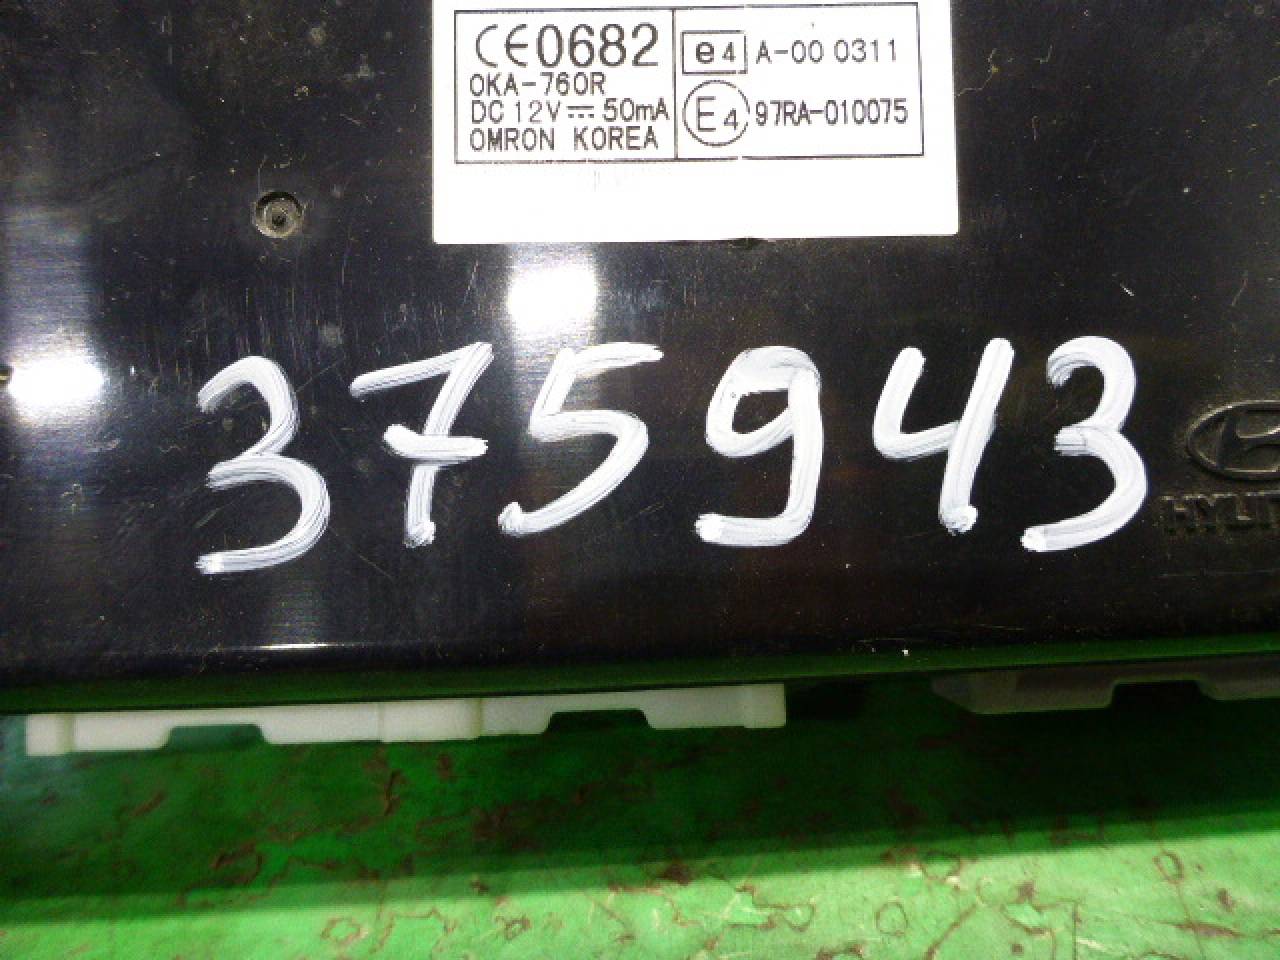 CE0682
OKA-760R
DC 12V ⎓ 50mA
OMRON KOREA
e4 A-00 0311
E4 97RA-010075
375943